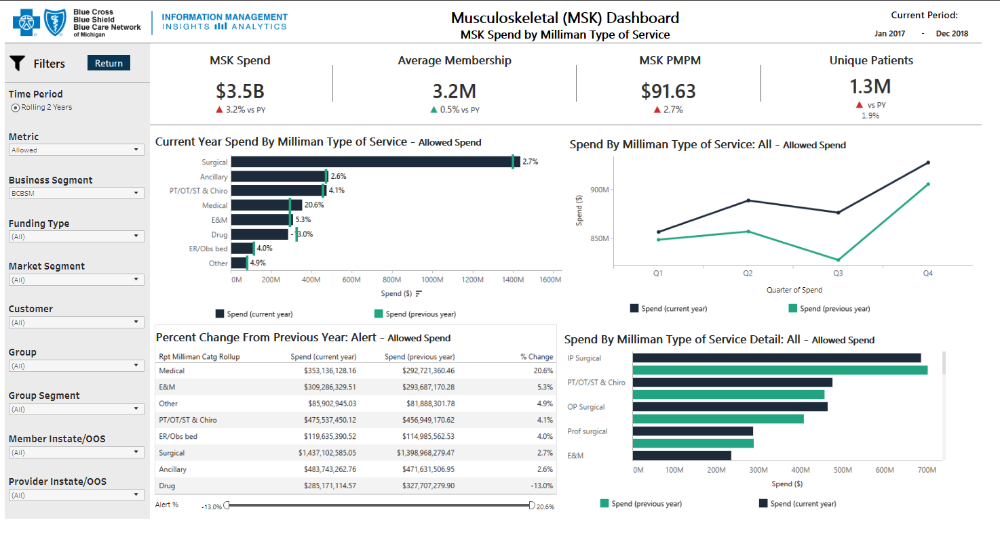 Blue Cross
Blue Shield
Blue Care Network
of Michigan
INFORMATION MANAGEMENT
INSIGHTS ANALYTICS
Musculoskeletal (MSK) Dashboard
MSK Spend by Milliman Type of Service
Current Period:
Jan 2017 - Dec 2018
Filters
Return
Time Period
Rolling 2 Years
Metric
Allowed
Business Segment
BCBSM
Funding Type
(All)
Market Segment
(All)
Customer
(All)
Group
(All)
Group Segment
(All)
Member Instate/OOS
(All)
Provider Instate/OOS
(All)
MSK Spend
$3.5B
▲ 3.2% vs PY
Average Membership
3.2M
▲ 0.5% vs PY
MSK PMPM
$91.63
▲ 2.7%
Unique Patients
1.3M
▲ vs PY
1.9%
Current Year Spend By Milliman Type of Service - Allowed Spend
Surgical 2.7%
Ancillary 2.6%
PT/OT/ST & Chiro 4.1%
Medical 20.6%
E&M 5.3%
Drug -13.0%
ER/Obs bed 4.0%
Other 4.9%
0M 200M 400M 600M 800M 1000M 1200M 1400M 1600M
Spend ($)
Spend (current year) Spend (previous year)
Spend By Milliman Type of Service: All - Allowed Spend
Spend ($)
900M
850M
Q1 Q2 Q3 Q4
Quarter of Spend
Spend (current year) Spend (previous year)
Percent Change From Previous Year: Alert - Allowed Spend
Rpt Milliman Catg Rollup Spend (current year) Spend (previous year) % Change
Medical $353,136,128.16 $292,721,360.46 20.6%
E&M $309,286,329.51 $293,687,170.28 5.3%
Other $85,902,945.03 $81,888,301.78 4.9%
PT/OT/ST & Chiro $475,537,450.12 $456,949,170.62 4.1%
ER/Obs bed $119,635,390.52 $114,985,562.53 4.0%
Surgical $1,437,102,585.05 $1,398,968,279.47 2.7%
Ancillary $483,743,262.76 $471,631,506.95 2.6%
Drug $285,171,114.57 $327,707,279.90 -13.0%
Alert % -13.0% 20.6%
Spend By Milliman Type of Service Detail: All - Allowed Spend
IP Surgical
PT/OT/ST & Chiro
OP Surgical
Prof surgical
E&M
0M 100M 200M 300M 400M 500M 600M 700M
Spend ($)
Spend (previous year) Spend (current year)